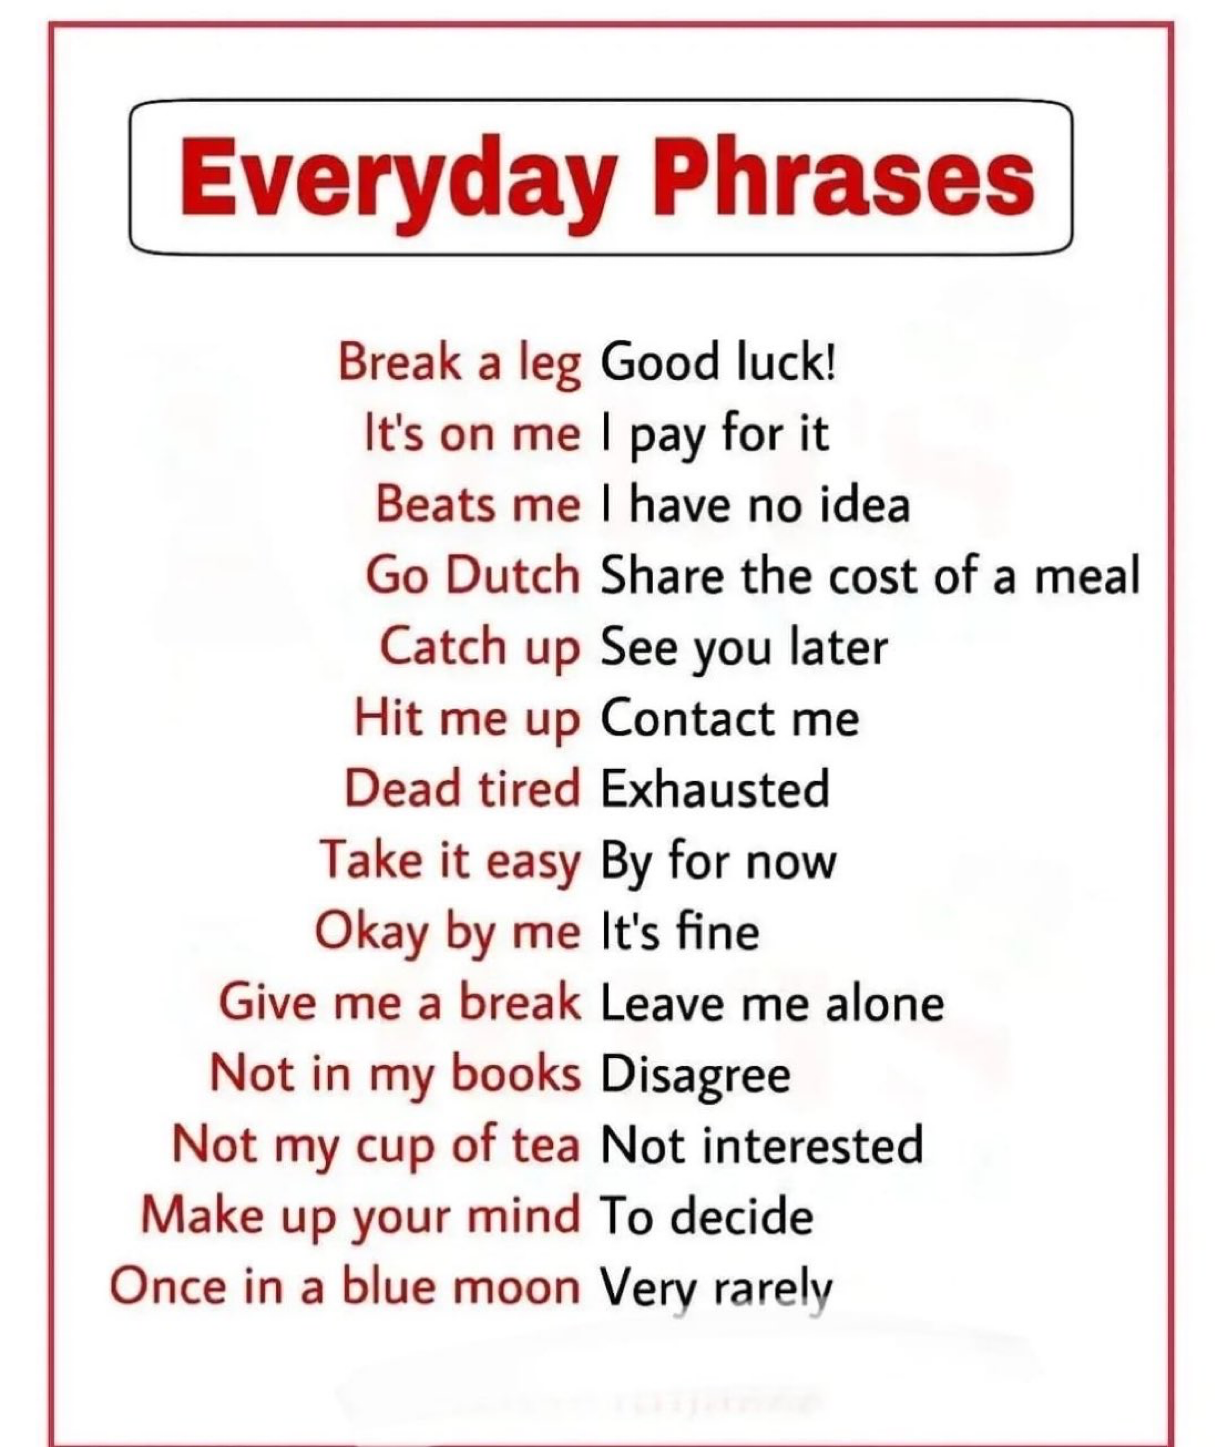 Everyday Phrases
Break a leg Good luck!
It's on me I pay for it
Beats me I have no idea
Go Dutch Share the cost of a meal
Catch up See you later
Hit me up Contact me
Dead tired Exhausted
Take it easy By for now
Okay by me It's fine
Give me a break Leave me alone
Not in my books Disagree
Not my cup of tea Not interested
Make up your mind To decide
Once in a blue moon Very rarely